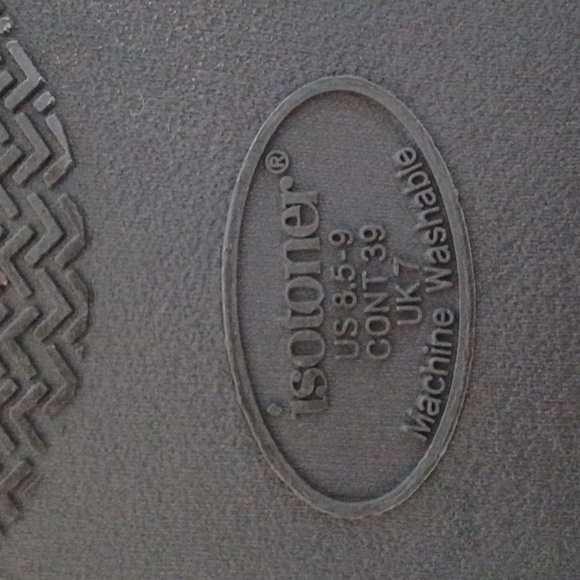 isotoner®
US 8.5-9
CONT 39
UK 7
Machine Washable